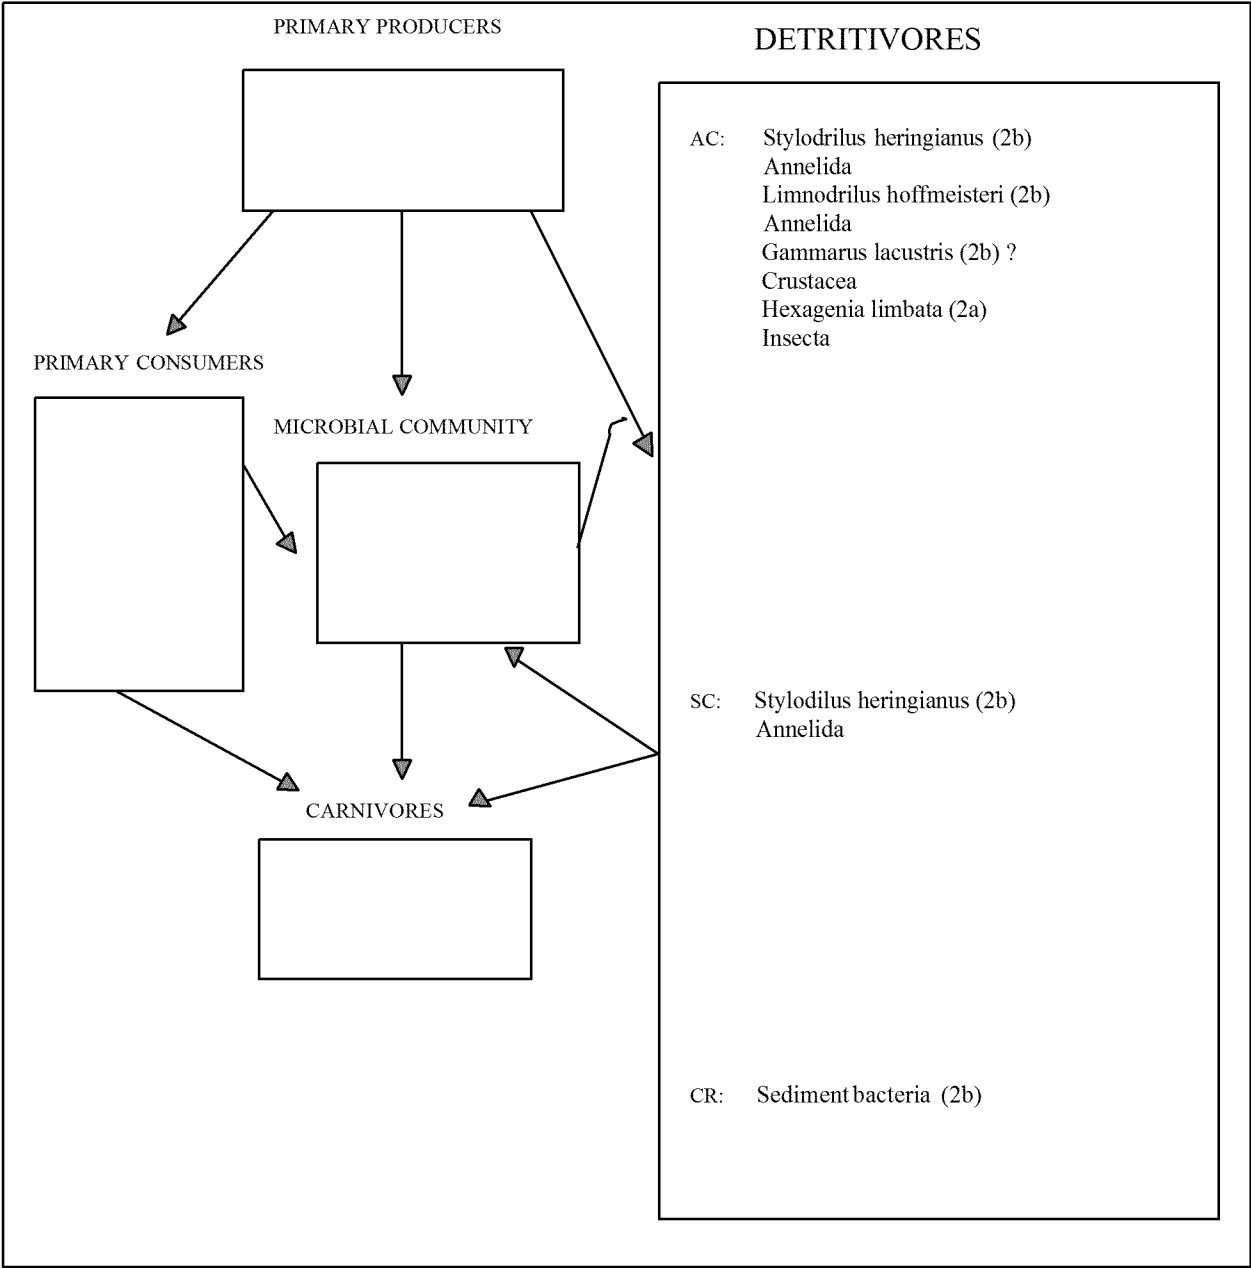 PRIMARY PRODUCERS
DETRITIVORES
AC: Stylodrilus heringianus (2b)
Annelida
Limnodrilus hoffmeisteri (2b)
Annelida
Gammarus lacustris (2b) ?
Crustacea
Hexagenia limbata (2a)
Insecta
PRIMARY CONSUMERS
MICROBIAL COMMUNITY
SC: Stylodilus heringianus (2b)
Annelida
CARNIVORES
CR: Sediment bacteria (2b)